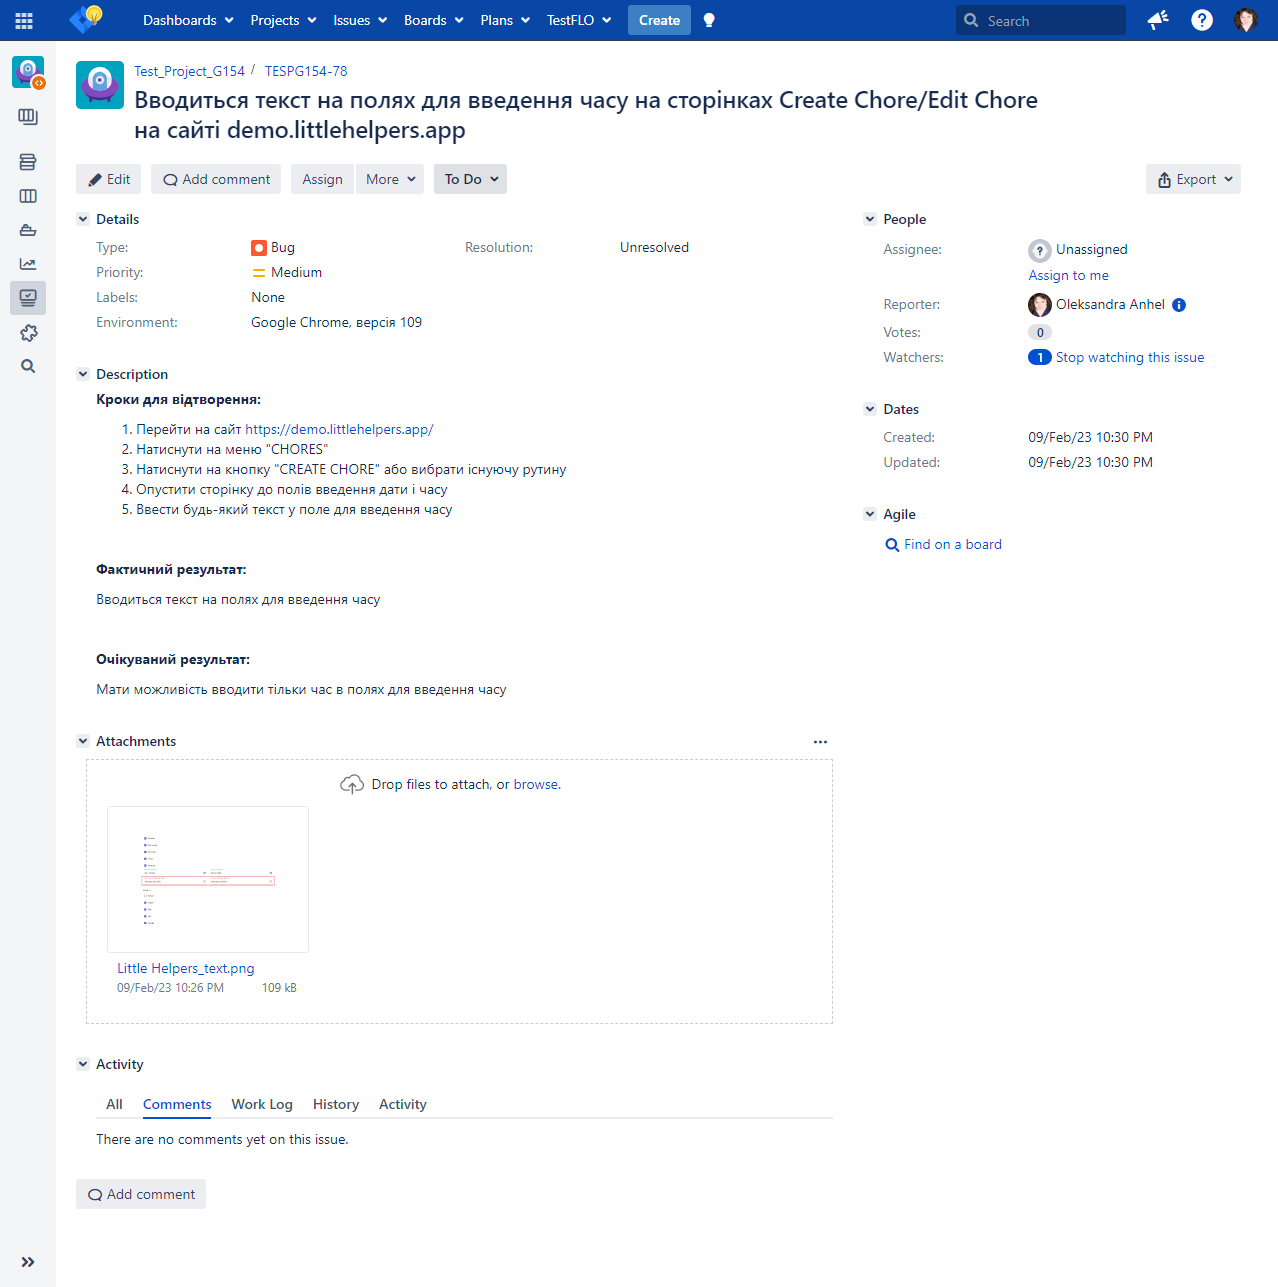 Dashboards Projects Issues Boards Plans TestFLO Create Search
Test_Project_G154 / TESPG154-78
Вводиться текст на полях для введення часу на сторінках Create Chore/Edit Chore
на сайті demo.littlehelpers.app
Edit Add comment Assign More To Do Export
Details
Type: Bug Resolution: Unresolved
Priority: Medium
Labels: None
Environment: Google Chrome, версія 109
Description
Кроки для відтворення:
1. Перейти на сайт https://demo.littlehelpers.app/
2. Натиснути на меню "CHORES"
3. Натиснути на кнопку "CREATE CHORE" або вибрати існуючу рутину
4. Опустити сторінку до полів введення дати і часу
5. Ввести будь-який текст у поле для введення часу
Фактичний результат:
Вводиться текст на полях для введення часу
Очікуваний результат:
Мати можливість вводити тільки час в полях для введення часу
Attachments
Drop files to attach, or browse.
Little Helpers_text.png
09/Feb/23 10:26 PM 109 kB
Activity
All Comments Work Log History Activity
There are no comments yet on this issue.
Add comment
People
Assignee: Unassigned
Assign to me
Reporter: Oleksandra Anhel
Votes: 0
Watchers: 1 Stop watching this issue
Dates
Created: 09/Feb/23 10:30 PM
Updated: 09/Feb/23 10:30 PM
Agile
Find on a board